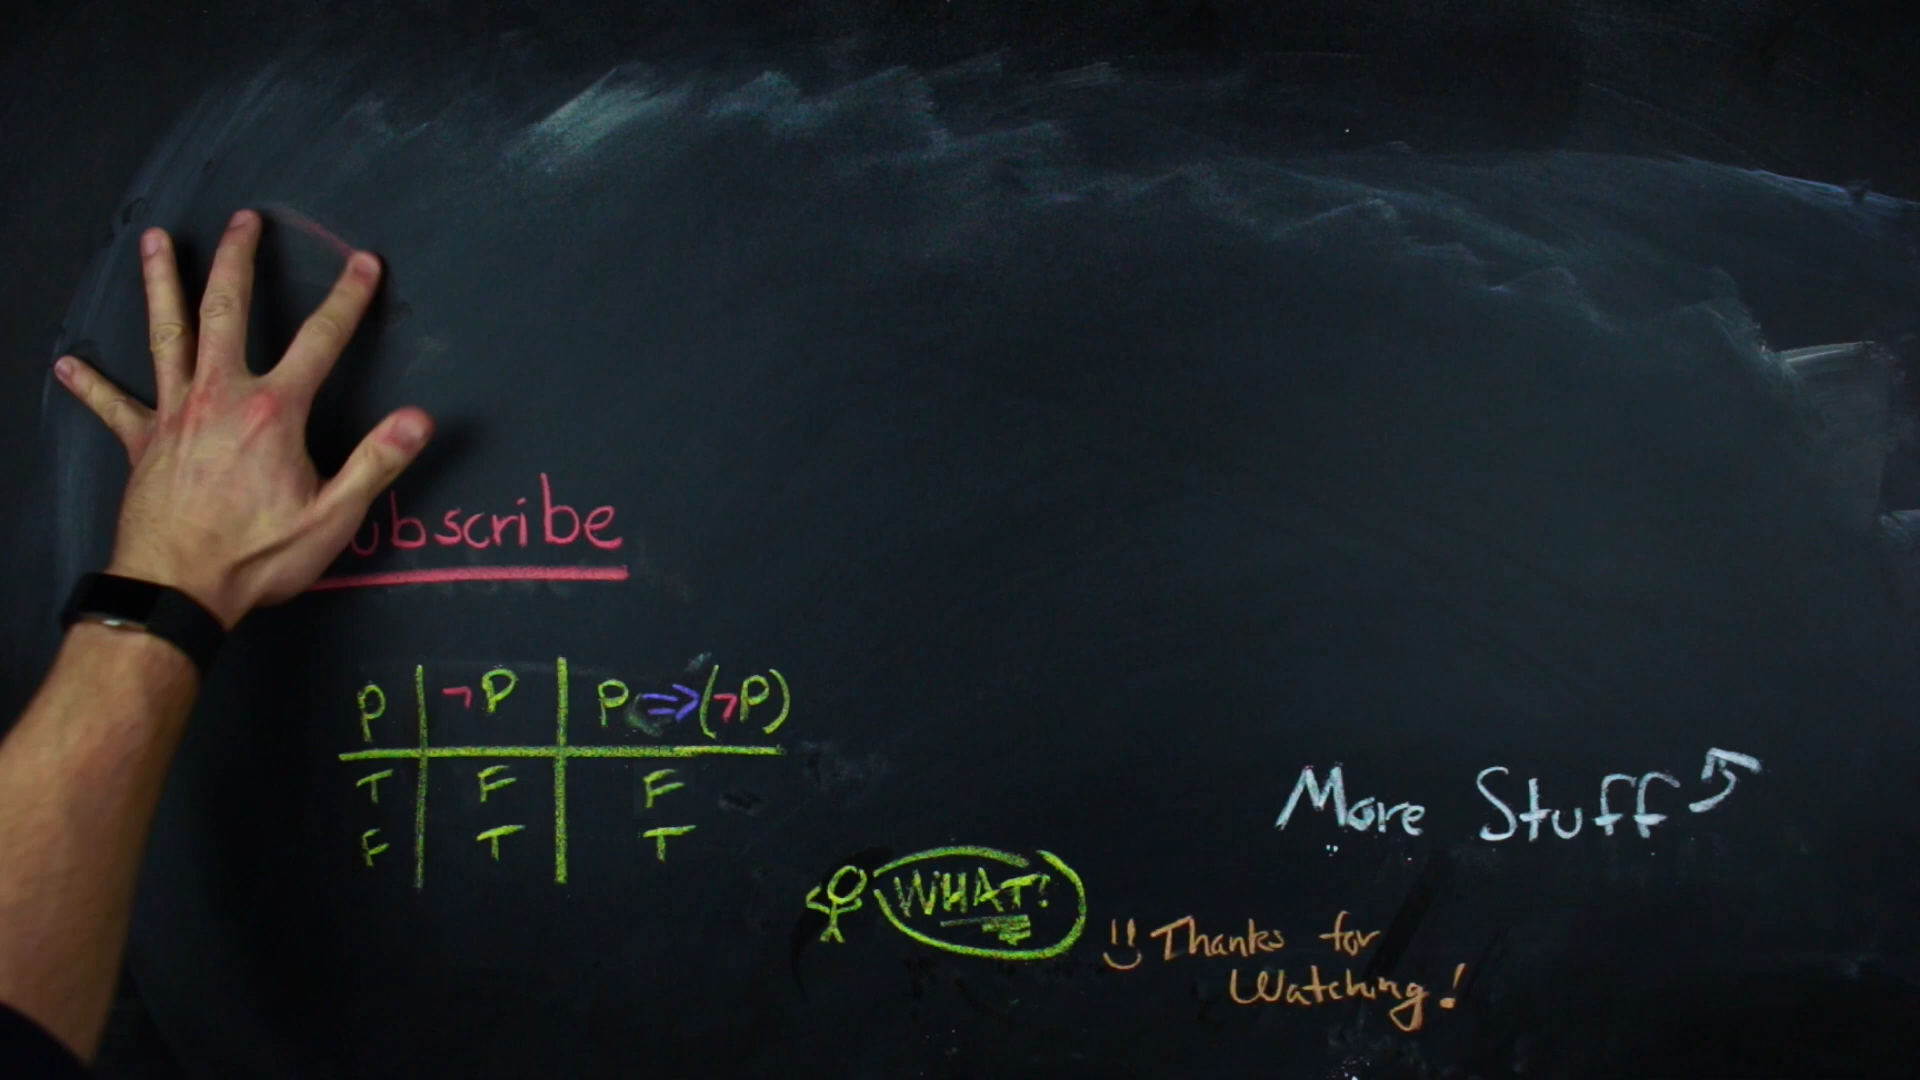 ubscribe
P ¬P P => (¬P)
T F F
F T T
WHAT?
More Stuff
Thanks for
Watching!